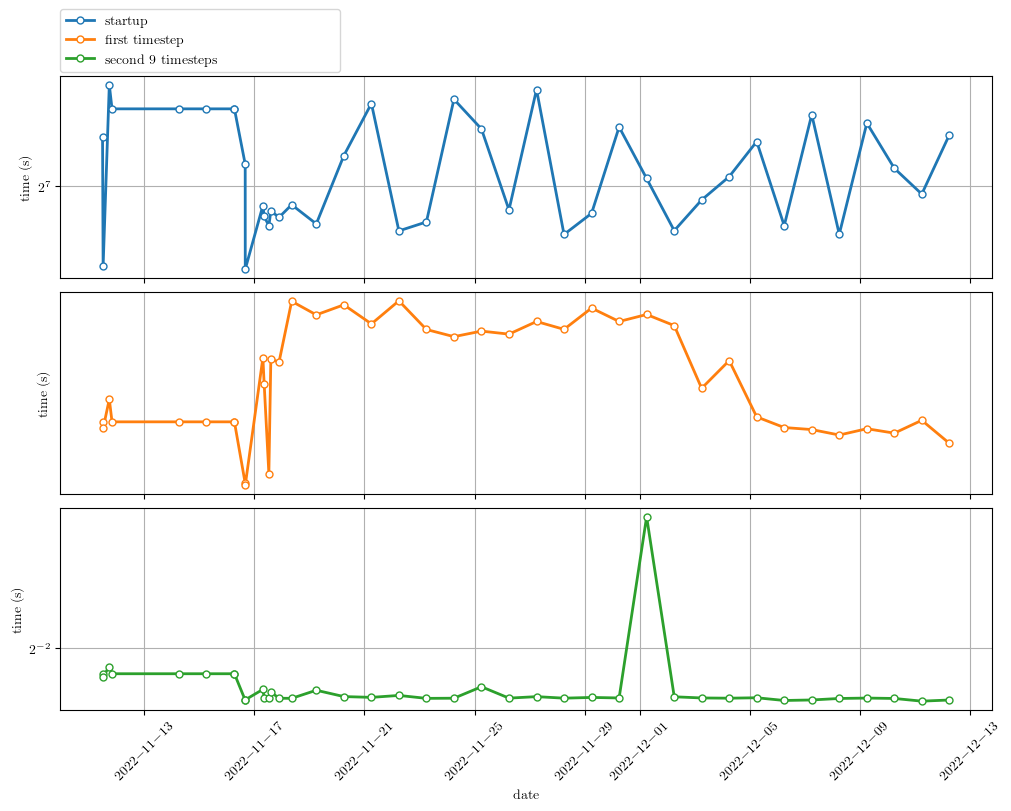 startup
first timestep
second 9 timesteps
time (s)
2⁷
time (s)
time (s)
2⁻²
2022−11−13
2022−11−17
2022−11−21
2022−11−25
2022−11−29
2022−12−01
2022−12−05
2022−12−09
2022−12−13
date